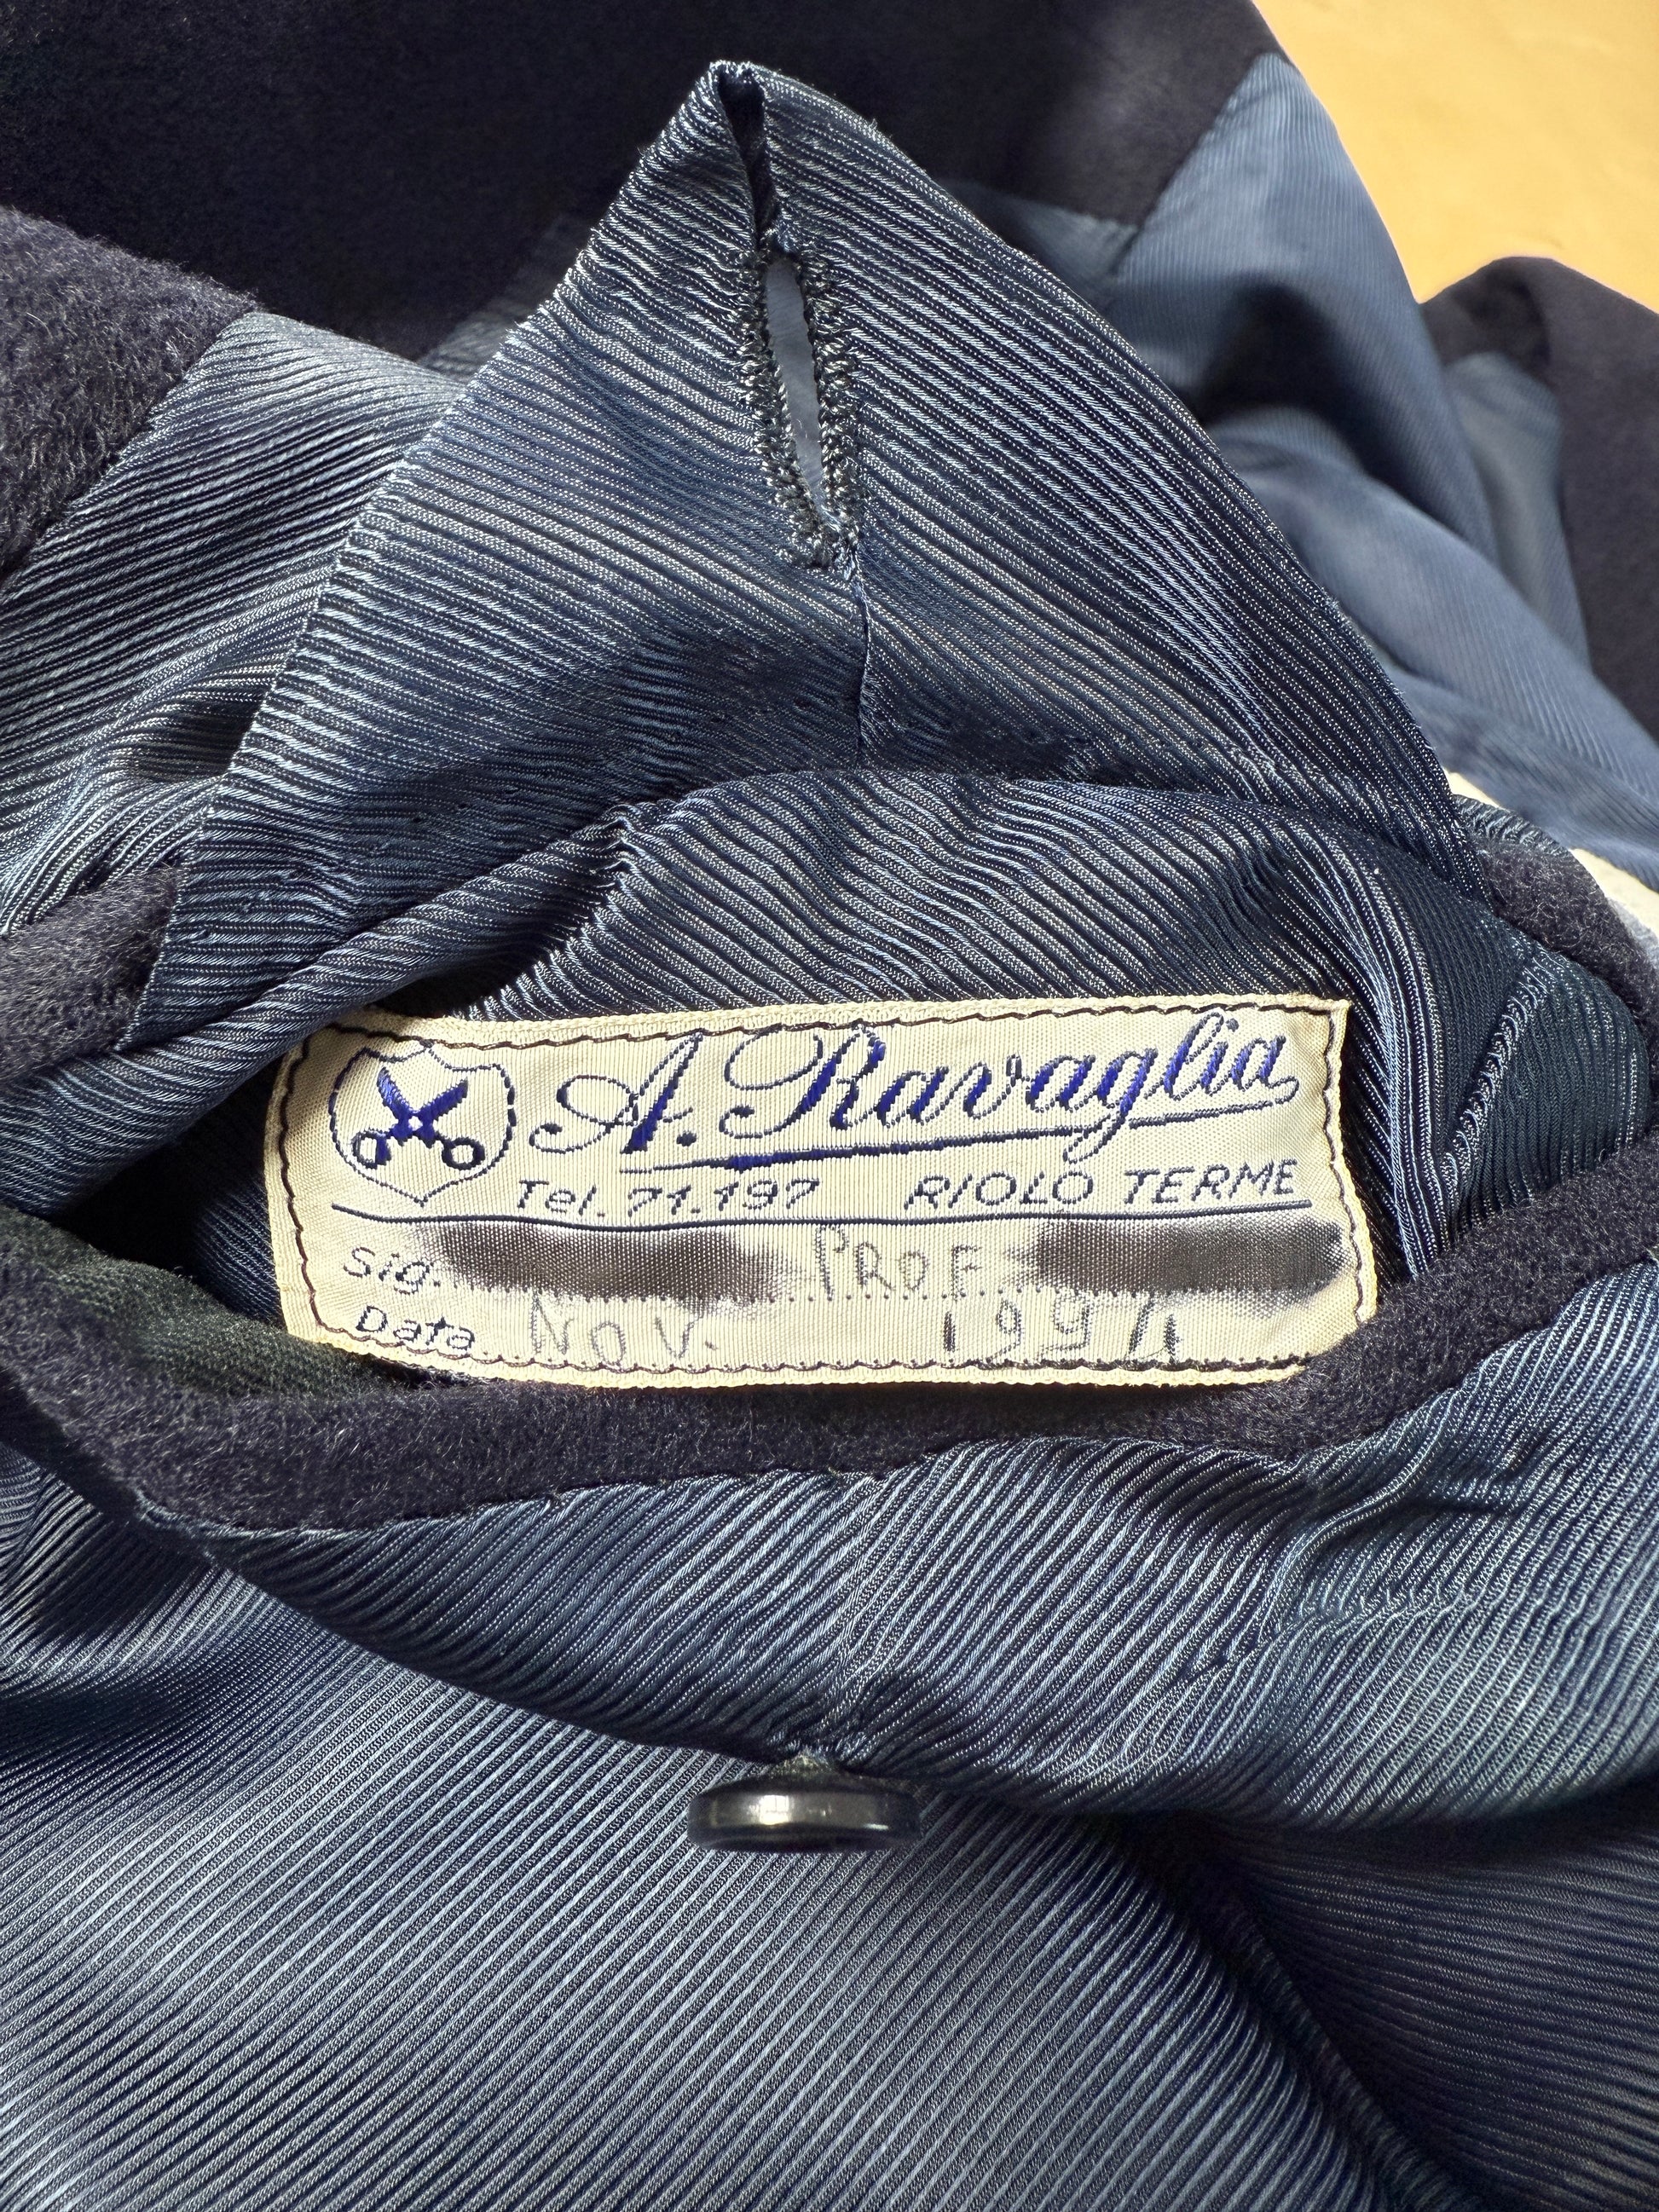 A. Ravaglia
Tel. 71.197 RIOLO TERME
Sig. PROF
Data NOV. 1994